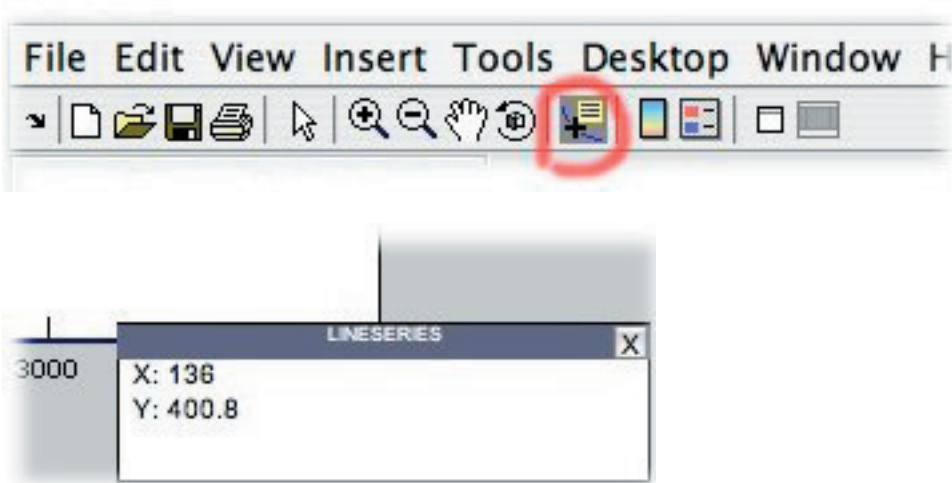 File Edit View Insert Tools Desktop Window H
LINESERIES
X
3000
X: 136
Y: 400.8